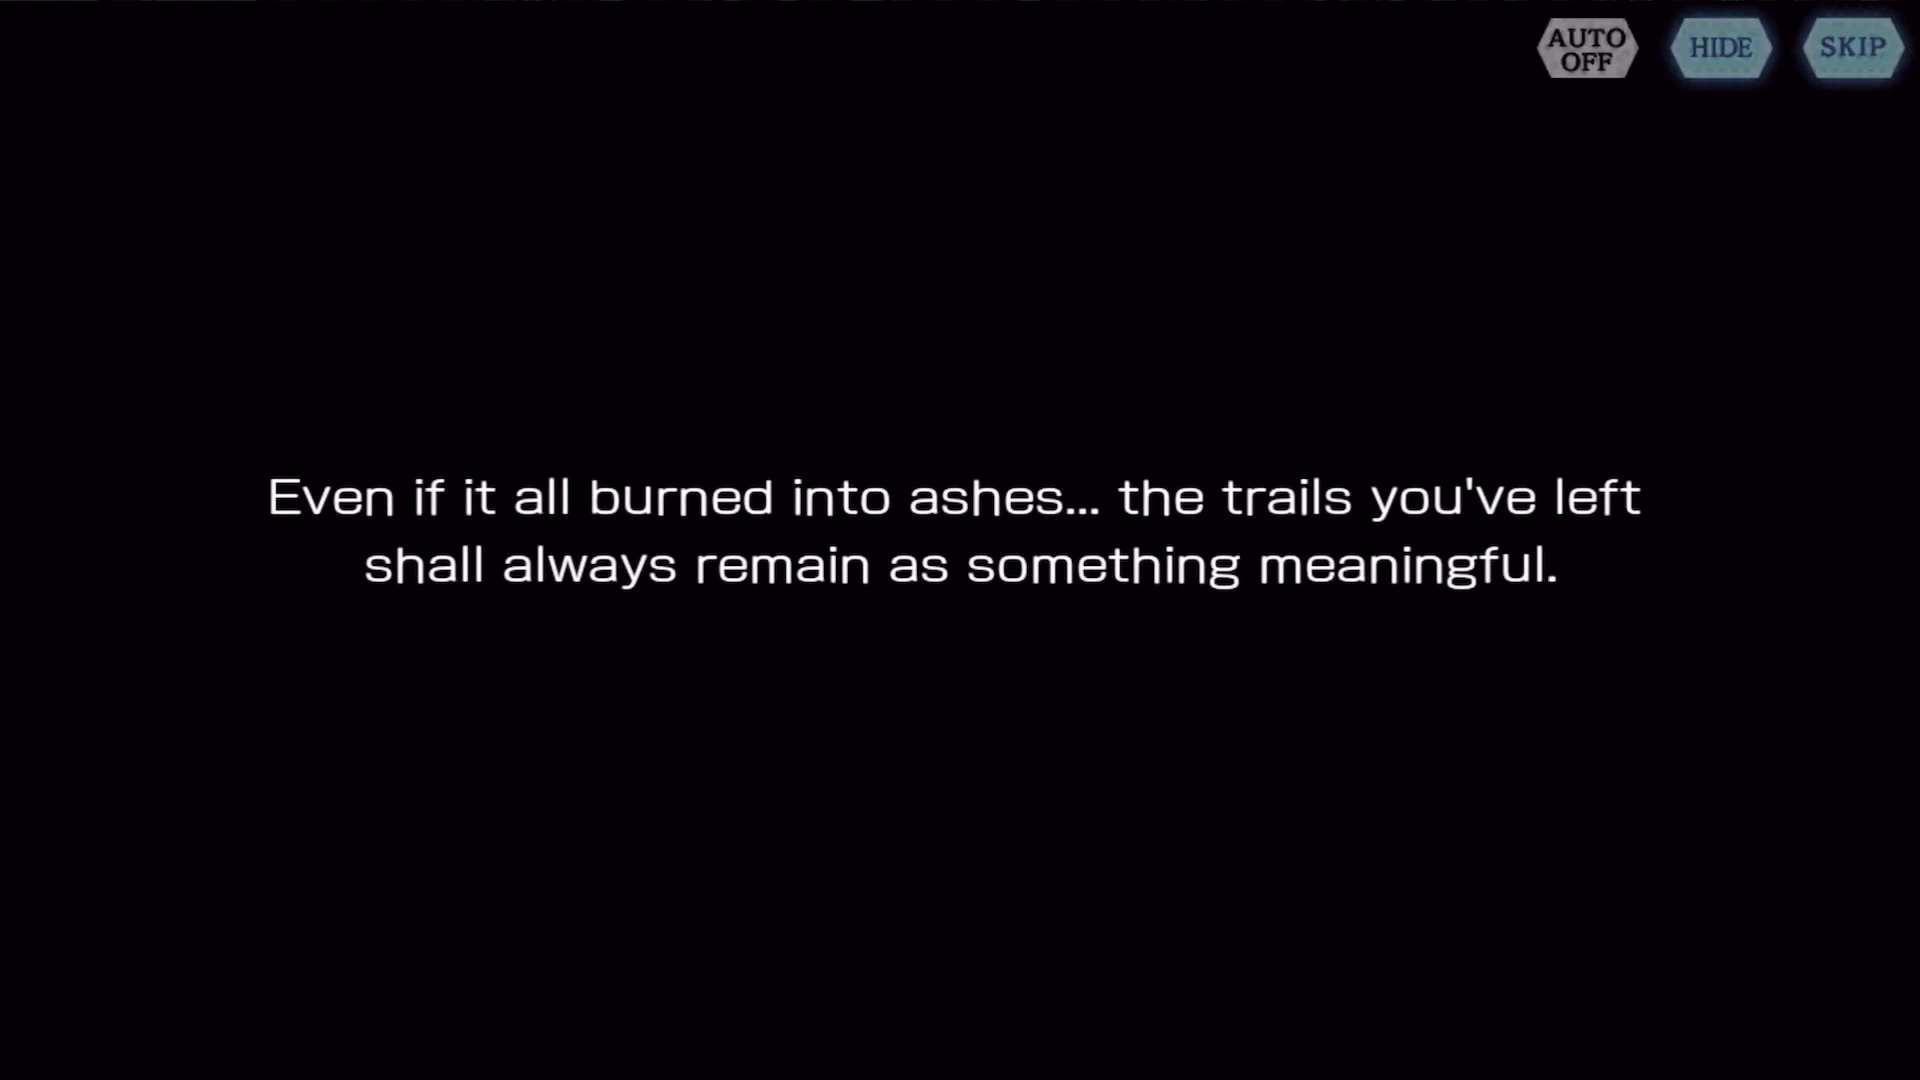 AUTO
OFF
HIDE
SKIP
Even if it all burned into ashes... the trails you've left
shall always remain as something meaningful.